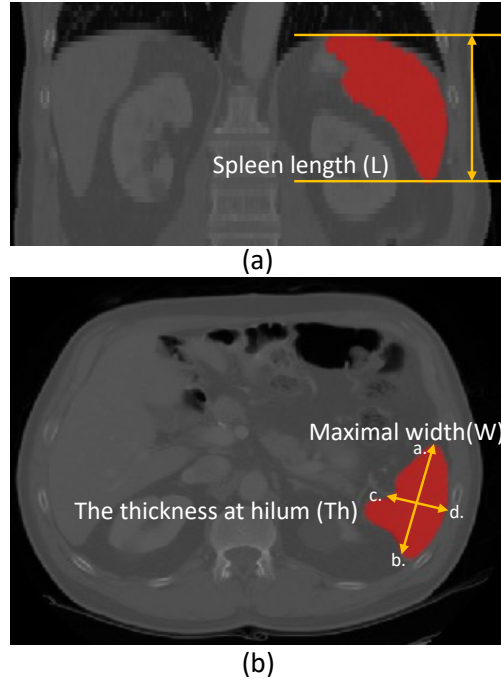 Spleen length (L)
(a)
Maximal width(W)
a.
c.
The thickness at hilum (Th)
d.
b.
(b)